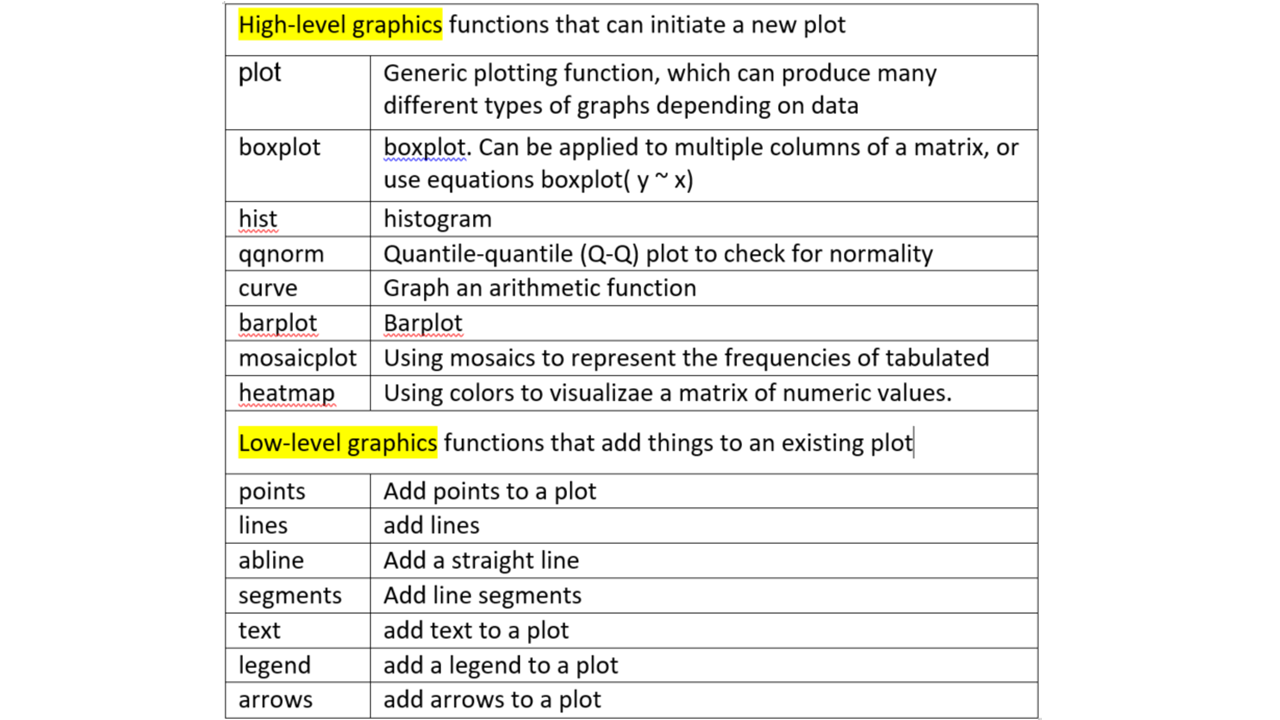 High-level graphics functions that can initiate a new plot
plot
Generic plotting function, which can produce many
different types of graphs depending on data
boxplot
boxplot. Can be applied to multiple columns of a matrix, or
use equations boxplot( y ~ x)
hist
histogram
qqnorm
Quantile-quantile (Q-Q) plot to check for normality
curve
Graph an arithmetic function
barplot
Barplot
mosaicplot
Using mosaics to represent the frequencies of tabulated
heatmap
Using colors to visualizae a matrix of numeric values.
Low-level graphics functions that add things to an existing plot
points
Add points to a plot
lines
add lines
abline
Add a straight line
segments
Add line segments
text
add text to a plot
legend
add a legend to a plot
arrows
add arrows to a plot